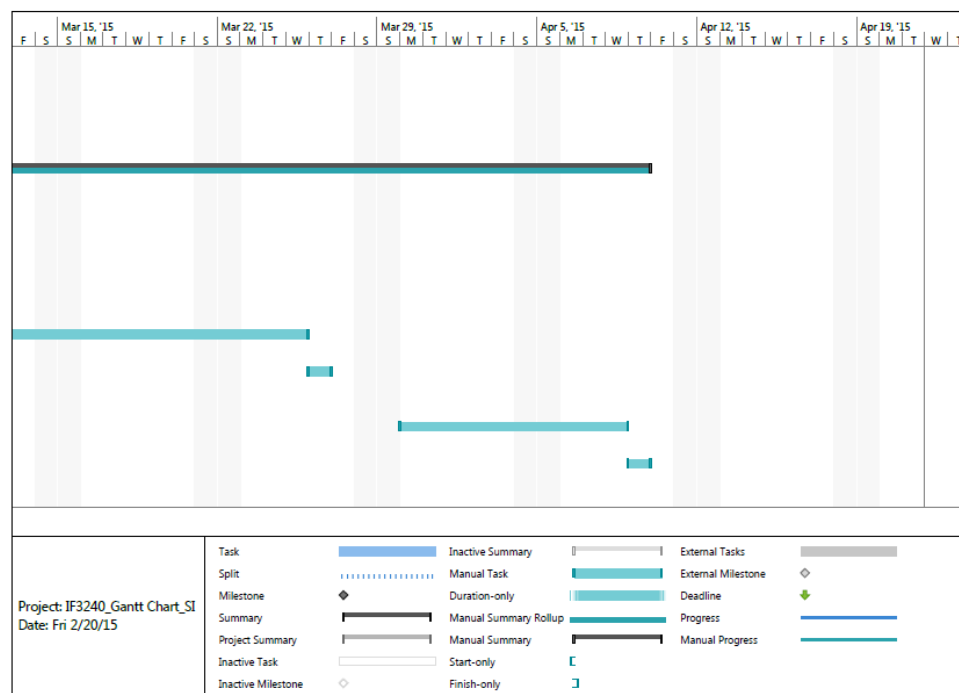 Mar 15, '15 Mar 22, '15 Mar 29, '15 Apr 5, '15 Apr 12, '15 Apr 19, '15
F S S M T W T F S S M T W T F S S M T W T F S S M T W T F S S M T W T F S S M T W T
Task Inactive Summary External Tasks
Split Manual Task External Milestone
Milestone Duration-only Deadline
Summary Manual Summary Rollup Progress
Project Summary Manual Summary Manual Progress
Inactive Task Start-only
Inactive Milestone Finish-only
Project: IF3240_Gantt Chart_SI
Date: Fri 2/20/15